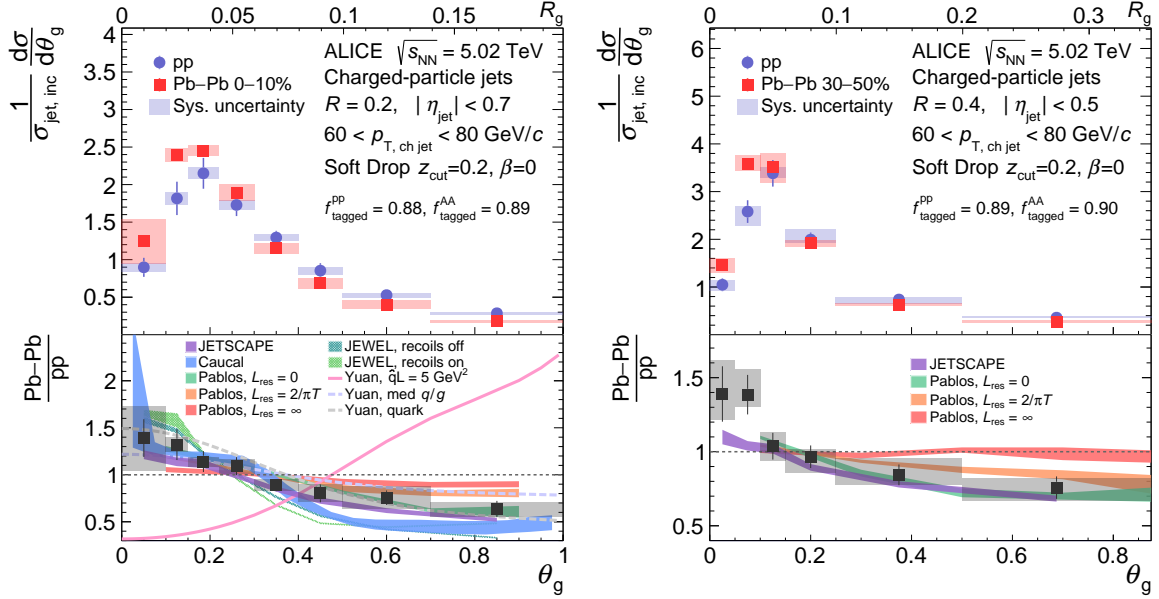 0 0.05 0.1 0.15 R_g
4
3.5
3
2.5
2
1.5
1
0.5
1/σ_jet, inc dσ/dθ_g
ALICE √s_NN = 5.02 TeV
pp
Pb−Pb 0−10%
Sys. uncertainty
Charged-particle jets
R = 0.2, | η_jet| < 0.7
60 < p_T, ch jet < 80 GeV/c
Soft Drop z_cut=0.2, β=0
f^pp_tagged = 0.88, f^AA_tagged = 0.89
Pb−Pb/pp
2
1.5
1
0.5
JETSCAPE
Caucal
Pablos, L_res = 0
Pablos, L_res = 2/πT
Pablos, L_res = ∞
JEWEL, recoils off
JEWEL, recoils on
Yuan, q̂L = 5 GeV²
Yuan, med q/g
Yuan, quark
0 0.2 0.4 0.6 0.8 1
θ_g
0 0.1 0.2 0.3 R_g
6
5
4
3
2
1
1/σ_jet, inc dσ/dθ_g
ALICE √s_NN = 5.02 TeV
pp
Pb−Pb 30−50%
Sys. uncertainty
Charged-particle jets
R = 0.4, | η_jet| < 0.5
60 < p_T, ch jet < 80 GeV/c
Soft Drop z_cut=0.2, β=0
f^pp_tagged = 0.89, f^AA_tagged = 0.90
Pb−Pb/pp
1.5
1
0.5
JETSCAPE
Pablos, L_res = 0
Pablos, L_res = 2/πT
Pablos, L_res = ∞
0 0.2 0.4 0.6 0.8
θ_g